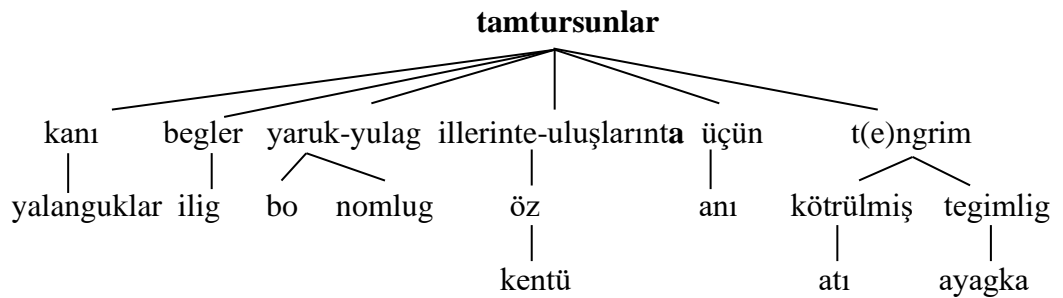 tamtursunlar
kanı begler yaruk-yulag illerinte-uluşlarınta üçün t(e)ngrim
yalanguklar ilig bo nomlug öz anı kötrülmiş tegimlig
kentü atı ayagka